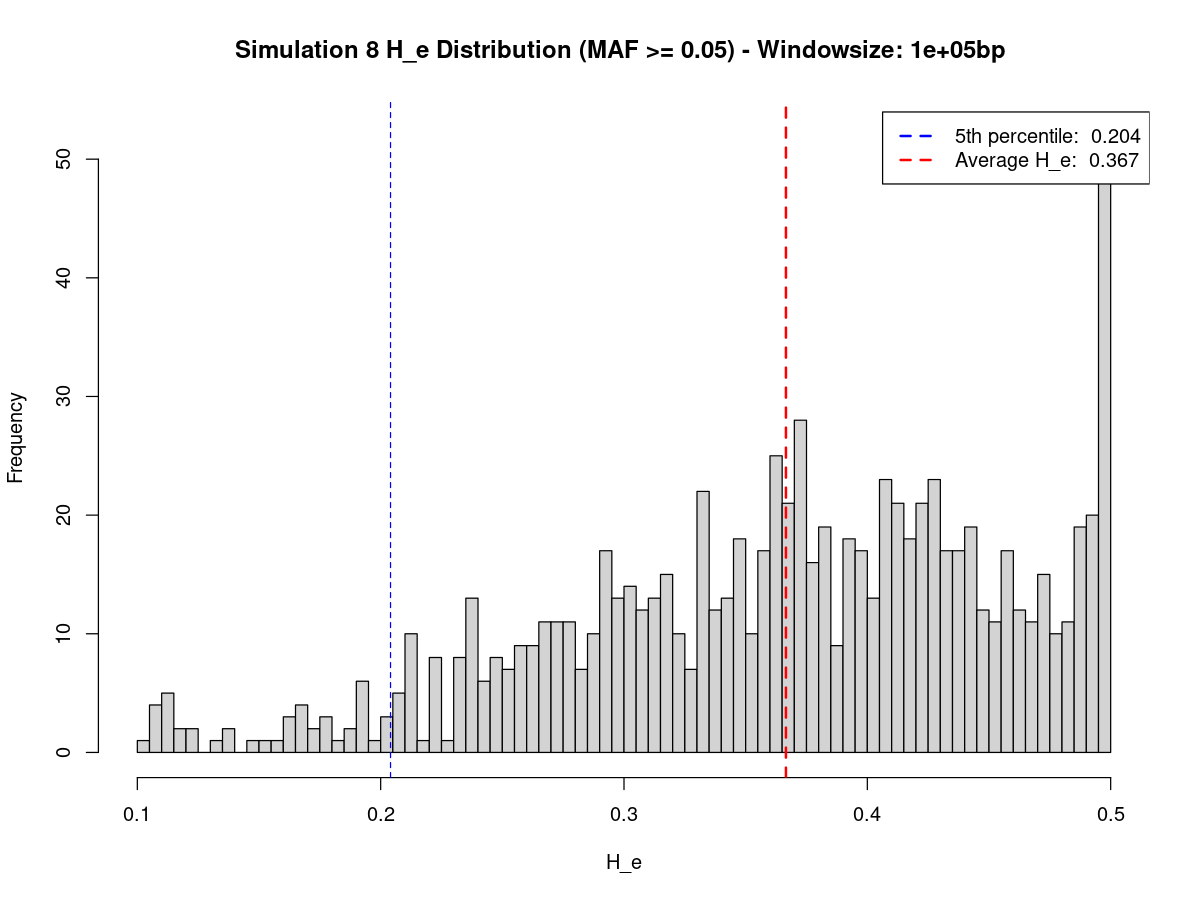 Simulation 8 H_e Distribution (MAF >= 0.05) - Windowsize: 1e+05bp
5th percentile: 0.204
Average H_e: 0.367
Frequency
50
40
30
20
10
0
0.1 0.2 0.3 0.4 0.5
H_e